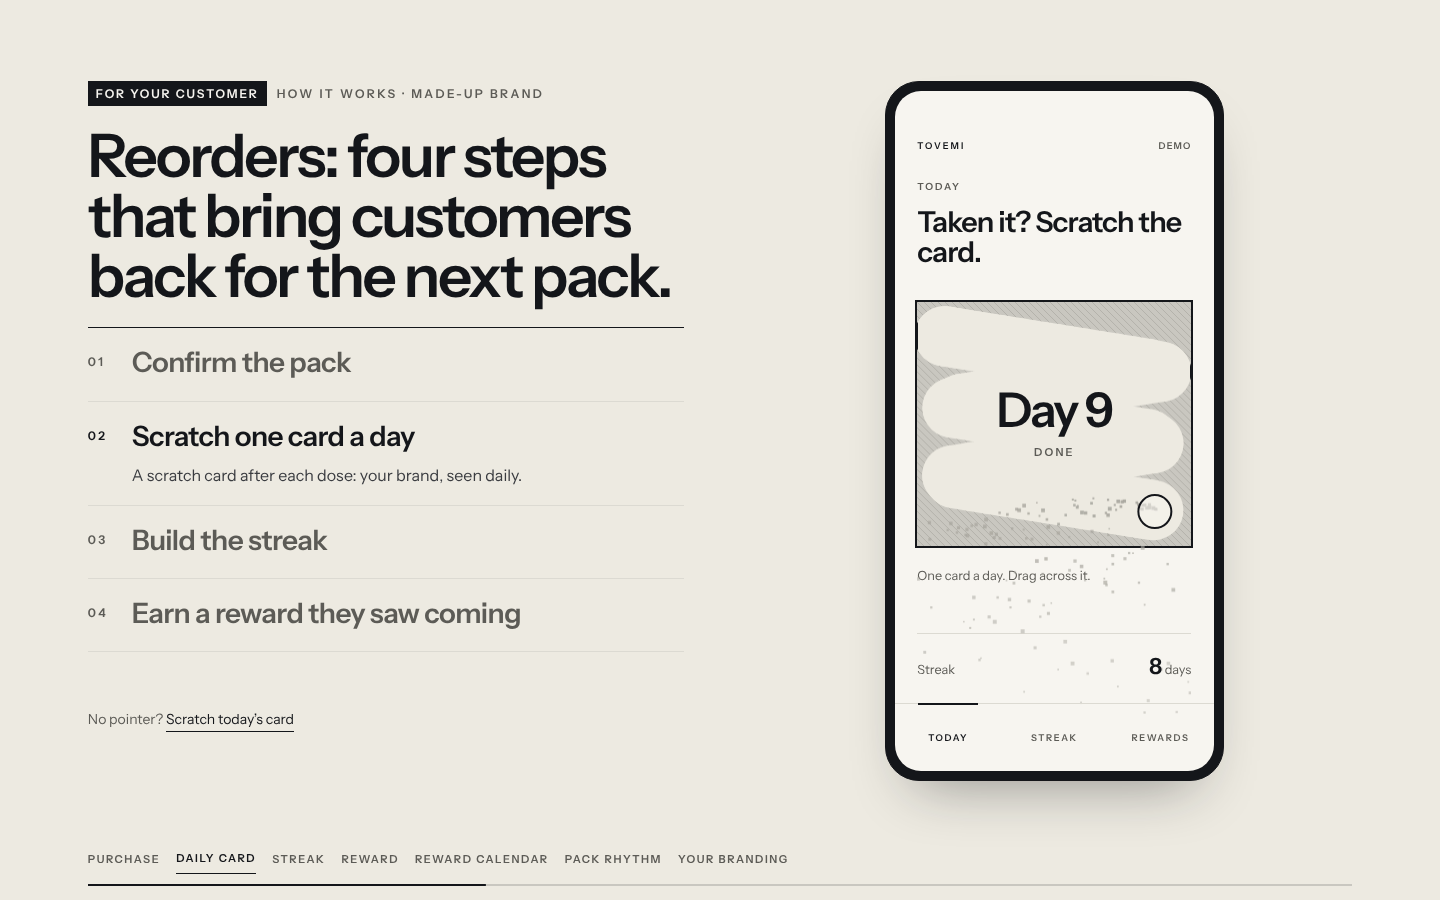 FOR YOUR CUSTOMER HOW IT WORKS · MADE-UP BRAND
Reorders: four steps
that bring customers
back for the next pack.
01 Confirm the pack
02 Scratch one card a day
A scratch card after each dose: your brand, seen daily.
03 Build the streak
04 Earn a reward they saw coming
No pointer? Scratch today’s card
TOVEMI DEMO
TODAY
Taken it? Scratch the
card.
Day 9
DONE
One card a day. Drag across it.
Streak 8 days
TODAY STREAK REWARDS
PURCHASE DAILY CARD STREAK REWARD REWARD CALENDAR PACK RHYTHM YOUR BRANDING